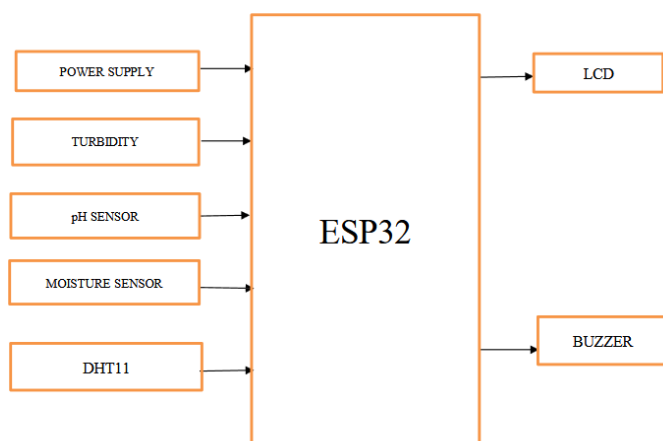 POWER SUPPLY
TURBIDITY
pH SENSOR
MOISTURE SENSOR
DHT11
ESP32
LCD
BUZZER